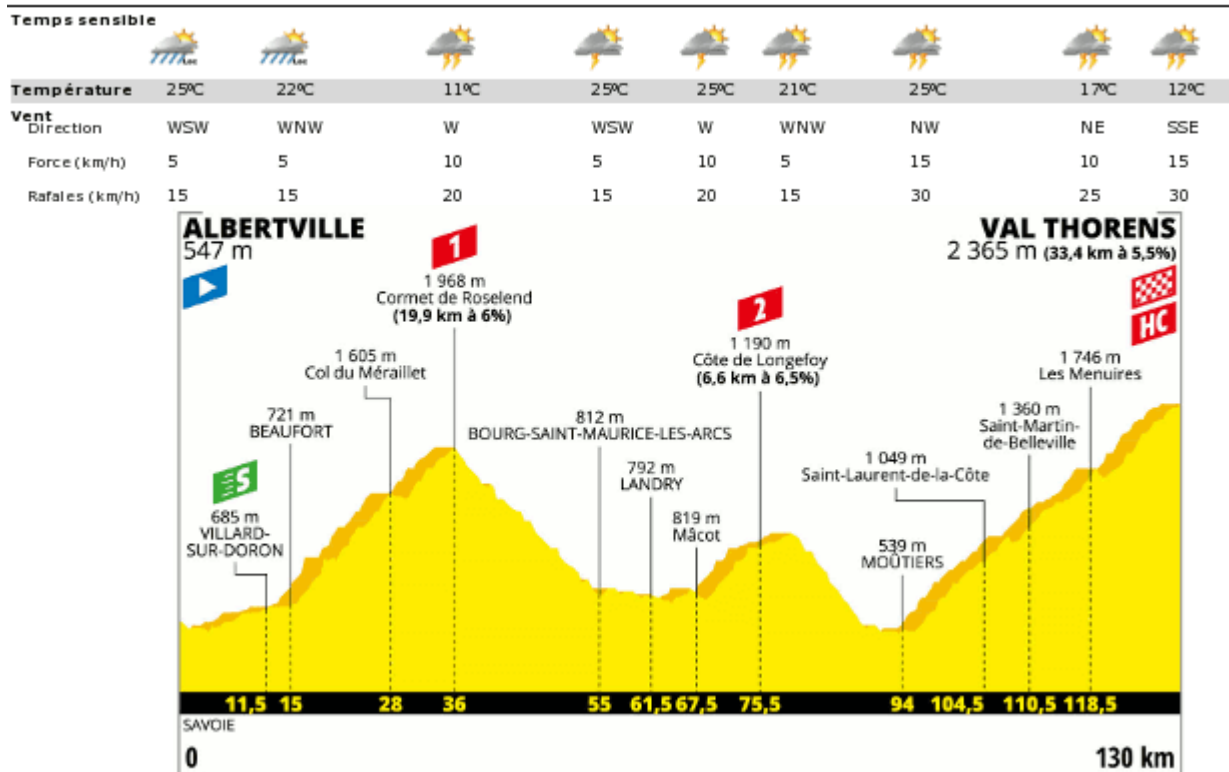 Temps sensible
Température 25ºC 22ºC 11ºC 25ºC 25ºC 21ºC 25ºC 17ºC 12ºC
Vent
Direction WSW WNW W WSW W WNW NW NE SSE
Force (km/h) 5 5 10 5 10 5 15 10 15
Rafales (km/h) 15 15 20 15 20 15 30 25 30
ALBERTVILLE
547 m
VAL THORENS
2 365 m (33,4 km à 5,5%)
1
1 968 m
Cormet de Roselend
(19,9 km à 6%)
2
HC
1 190 m
Côte de Longefoy
(6,6 km à 6,5%)
1 605 m
Col du Méraillet
1 746 m
Les Menuires
721 m
BEAUFORT
812 m
BOURG-SAINT-MAURICE-LES-ARCS
1 360 m
Saint-Martin-
de-Belleville
S
685 m
VILLARD-
SUR-DORON
792 m
LANDRY
1 049 m
Saint-Laurent-de-la-Côte
819 m
Mâcot
539 m
MOÛTIERS
11,5 15 28 36 55 61,5 67,5 75,5 94 104,5 110,5 118,5
SAVOIE
0 130 km